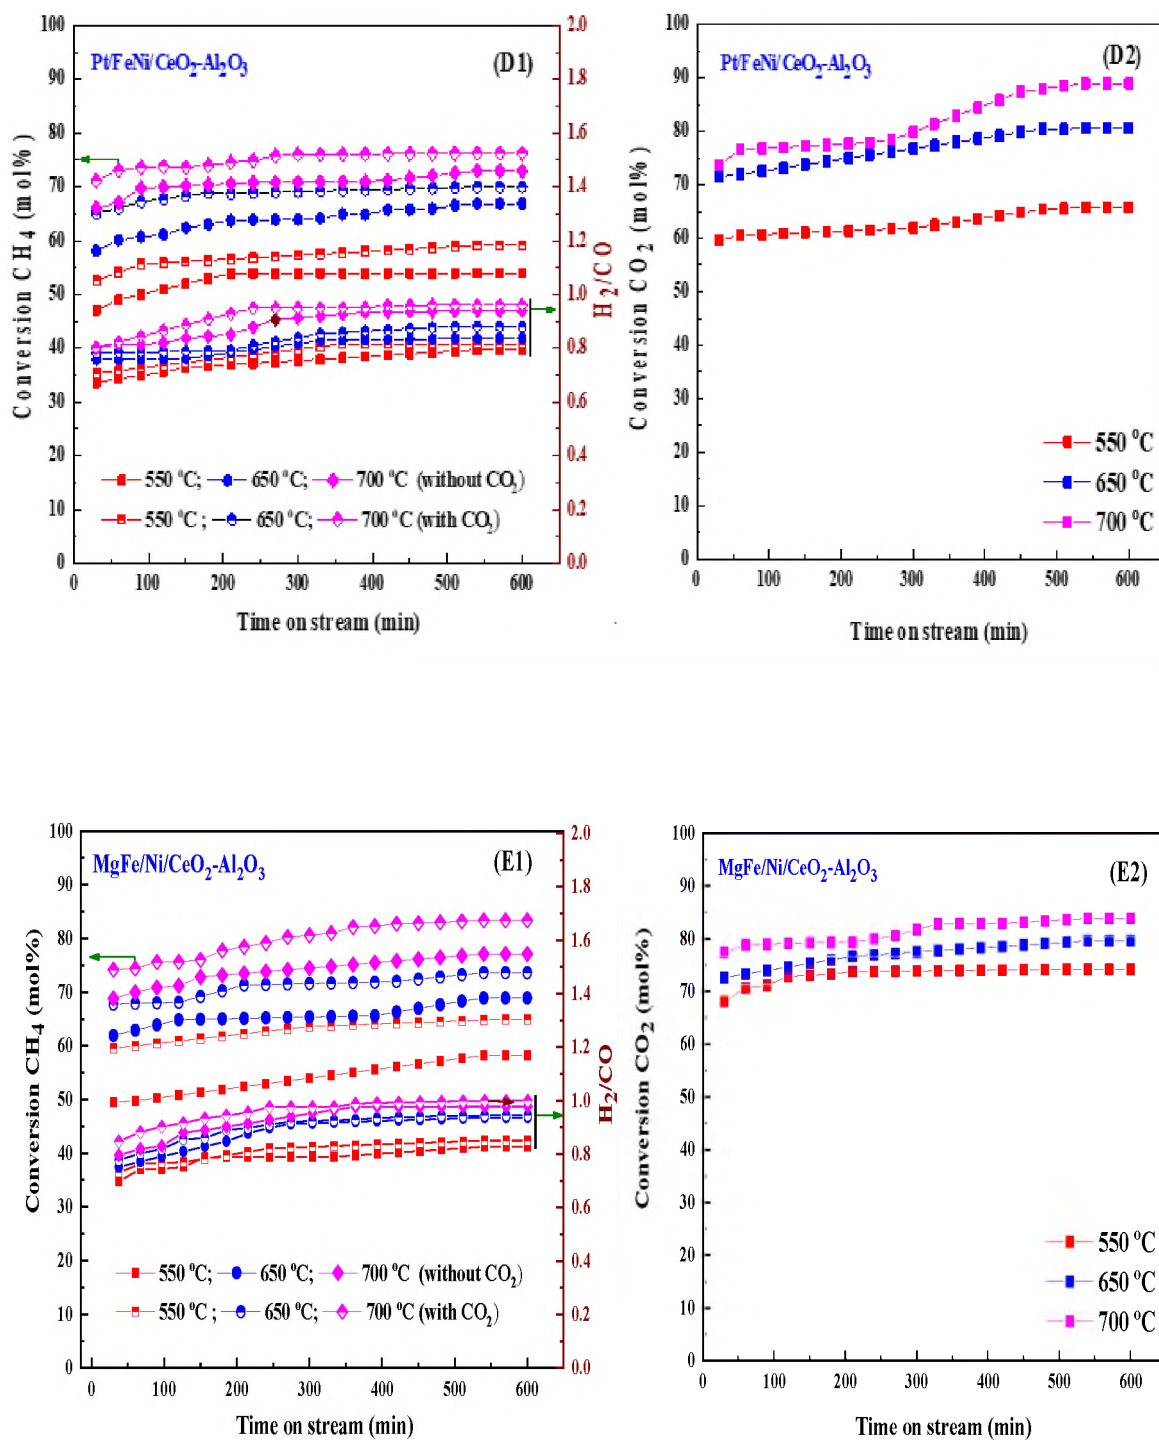 Pt/FeNi/CeO₂-Al₂O₃
(D1)
Conversion CH₄ (mol%)
100
90
80
70
60
50
40
30
20
10
0
2.0
1.8
1.6
1.4
1.2
1.0
0.8
0.6
0.4
0.2
0.0
H₂/CO
550 °C; 650 °C; 700 °C (without CO₂)
550 °C ; 650 °C; 700 °C (with CO₂)
0 100 200 300 400 500 600
Time on stream (min)
Pt/FeNi/CeO₂-Al₂O₃
(D2)
Conversion CO₂ (mol%)
100
90
80
70
60
50
40
30
20
10
0
550 °C
650 °C
700 °C
0 100 200 300 400 500 600
Time on stream (min)
MgFe/Ni/CeO₂-Al₂O₃
(E1)
Conversion CH₄ (mol%)
100
90
80
70
60
50
40
30
20
10
0
2.0
1.8
1.6
1.4
1.2
1.0
0.8
0.6
0.4
0.2
0.0
H₂/CO
550 °C; 650 °C; 700 °C (without CO₂)
550 °C ; 650 °C; 700 °C (with CO₂)
0 100 200 300 400 500 600
Time on stream (min)
MgFe/Ni/CeO₂-Al₂O₃
(E2)
Conversion CO₂ (mol%)
100
90
80
70
60
50
40
30
20
10
0
550 °C
650 °C
700 °C
0 100 200 300 400 500 600
Time on stream (min)